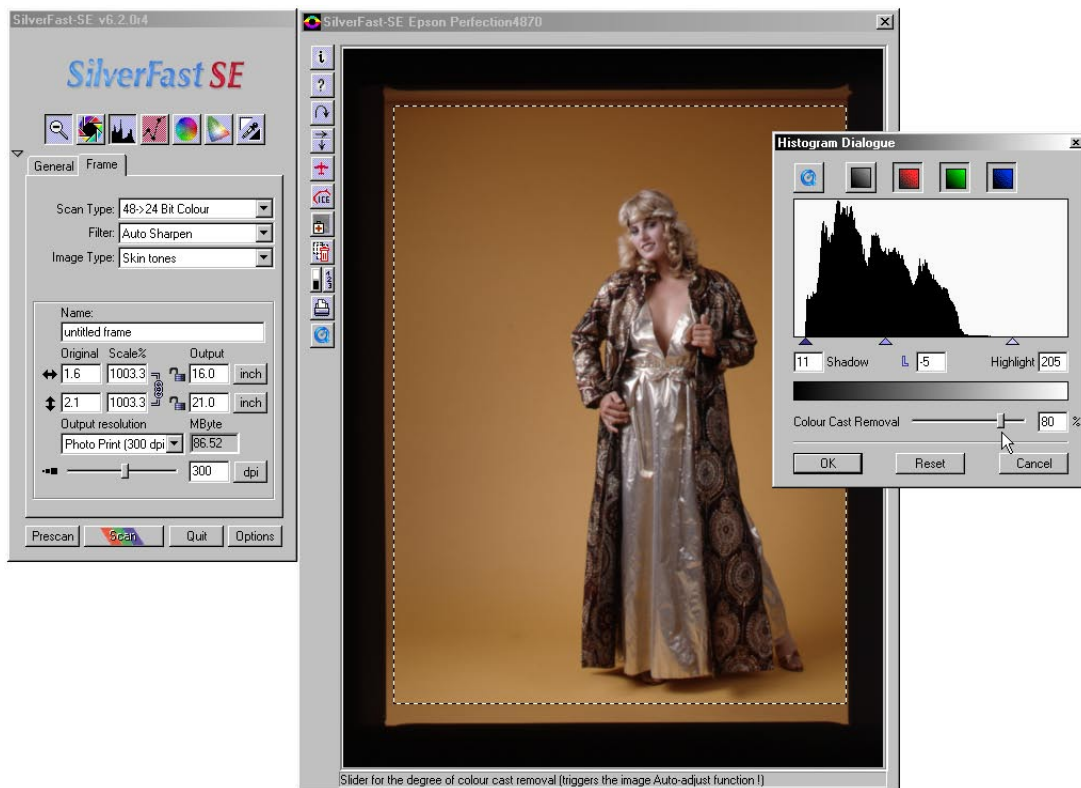 SilverFast-SE v6.2.0r4
SilverFast SE
General Frame
Scan Type: 48->24 Bit Colour
Filter: Auto Sharpen
Image Type: Skin tones
Name:
untitled frame
Original Scale% Output
1.6 1003.3 16.0 inch
2.1 1003.3 21.0 inch
Output resolution MByte
Photo Print (300 dpi 86.52
300 dpi
Prescan Scan Quit Options
SilverFast-SE Epson Perfection4870
i
?
ICE
1 2 3
Slider for the degree of colour cast removal (triggers the image Auto-adjust function !)
Histogram Dialogue
11 Shadow L -5 Highlight 205
Colour Cast Removal 80 %
OK Reset Cancel